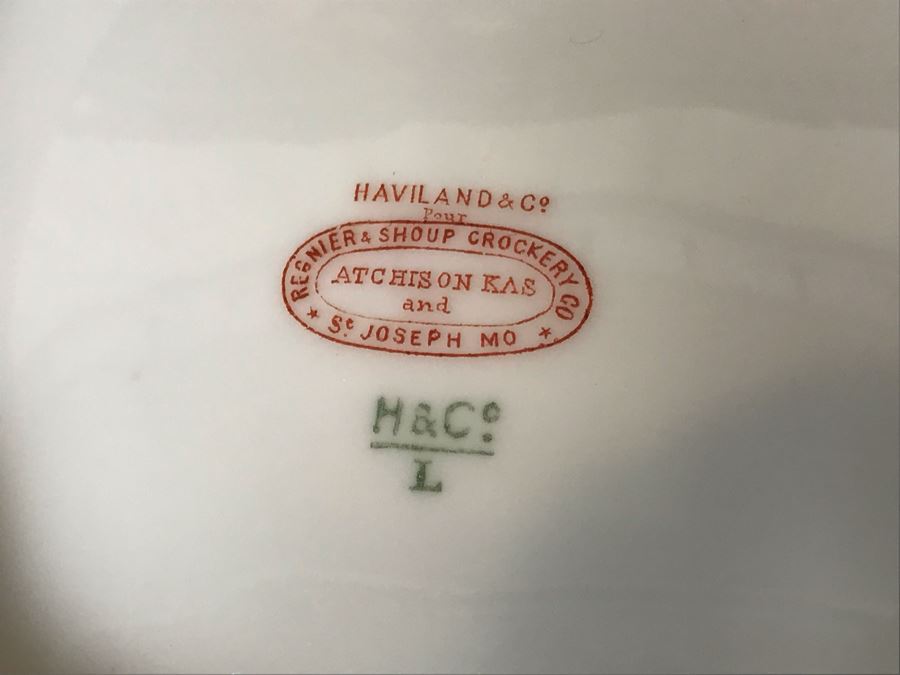 HAVILAND & Cº
Pour
REGNIER & SHOUP CROCKERY CO
ATCHISON KAS
and
★ Sᵗ JOSEPH MO ★
H & Cº
L